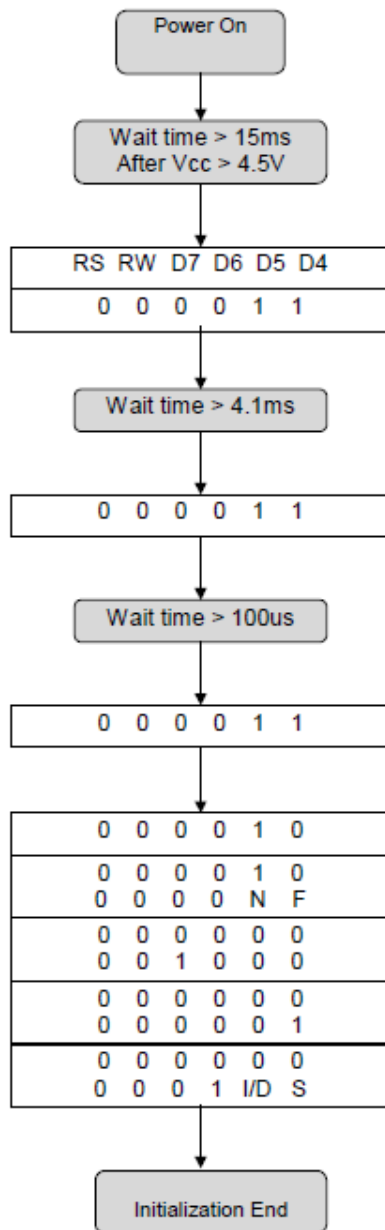 Power On
Wait time > 15ms
After Vcc > 4.5V
RS RW D7 D6 D5 D4
0 0 0 0 1 1
Wait time > 4.1ms
0 0 0 0 1 1
Wait time > 100us
0 0 0 0 1 1
0 0 0 0 1 0
0 0 0 0 1 0
0 0 0 0 N F
0 0 0 0 0 0
0 0 1 0 0 0
0 0 0 0 0 0
0 0 0 0 0 1
0 0 0 0 0 0
0 0 0 1 I/D S
Initialization End